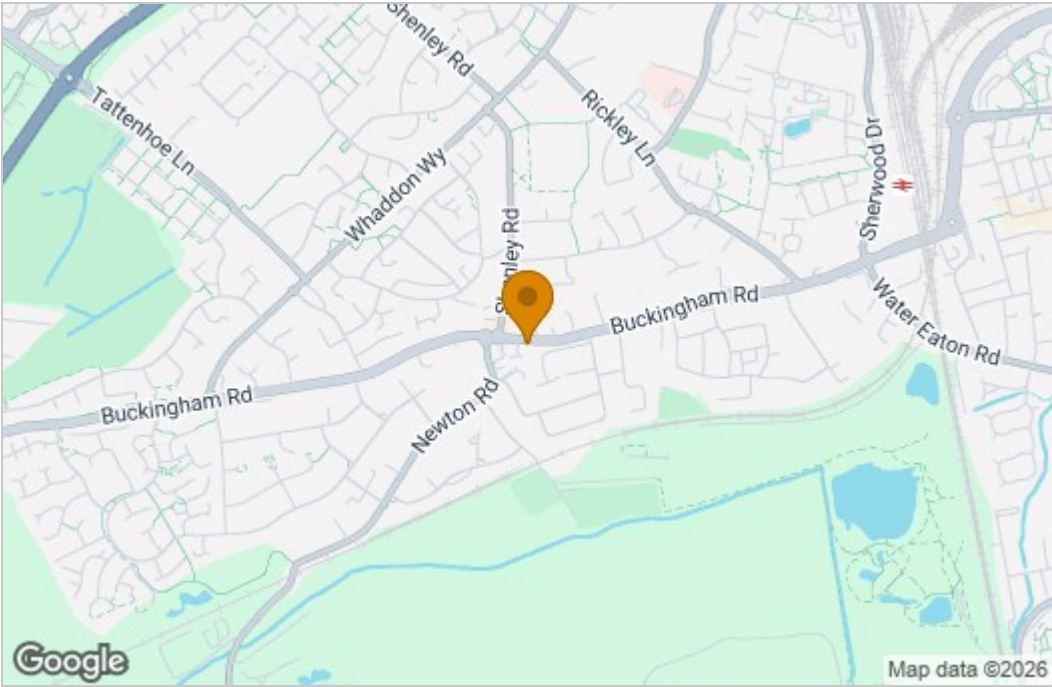 Shenley Rd
Tattenhoe Ln
Rickley Ln
Whaddon Wy
Sherwood Dr
Shenley Rd
Buckingham Rd
Water Eaton Rd
Buckingham Rd
Newton Rd
Google
Map data ©2026